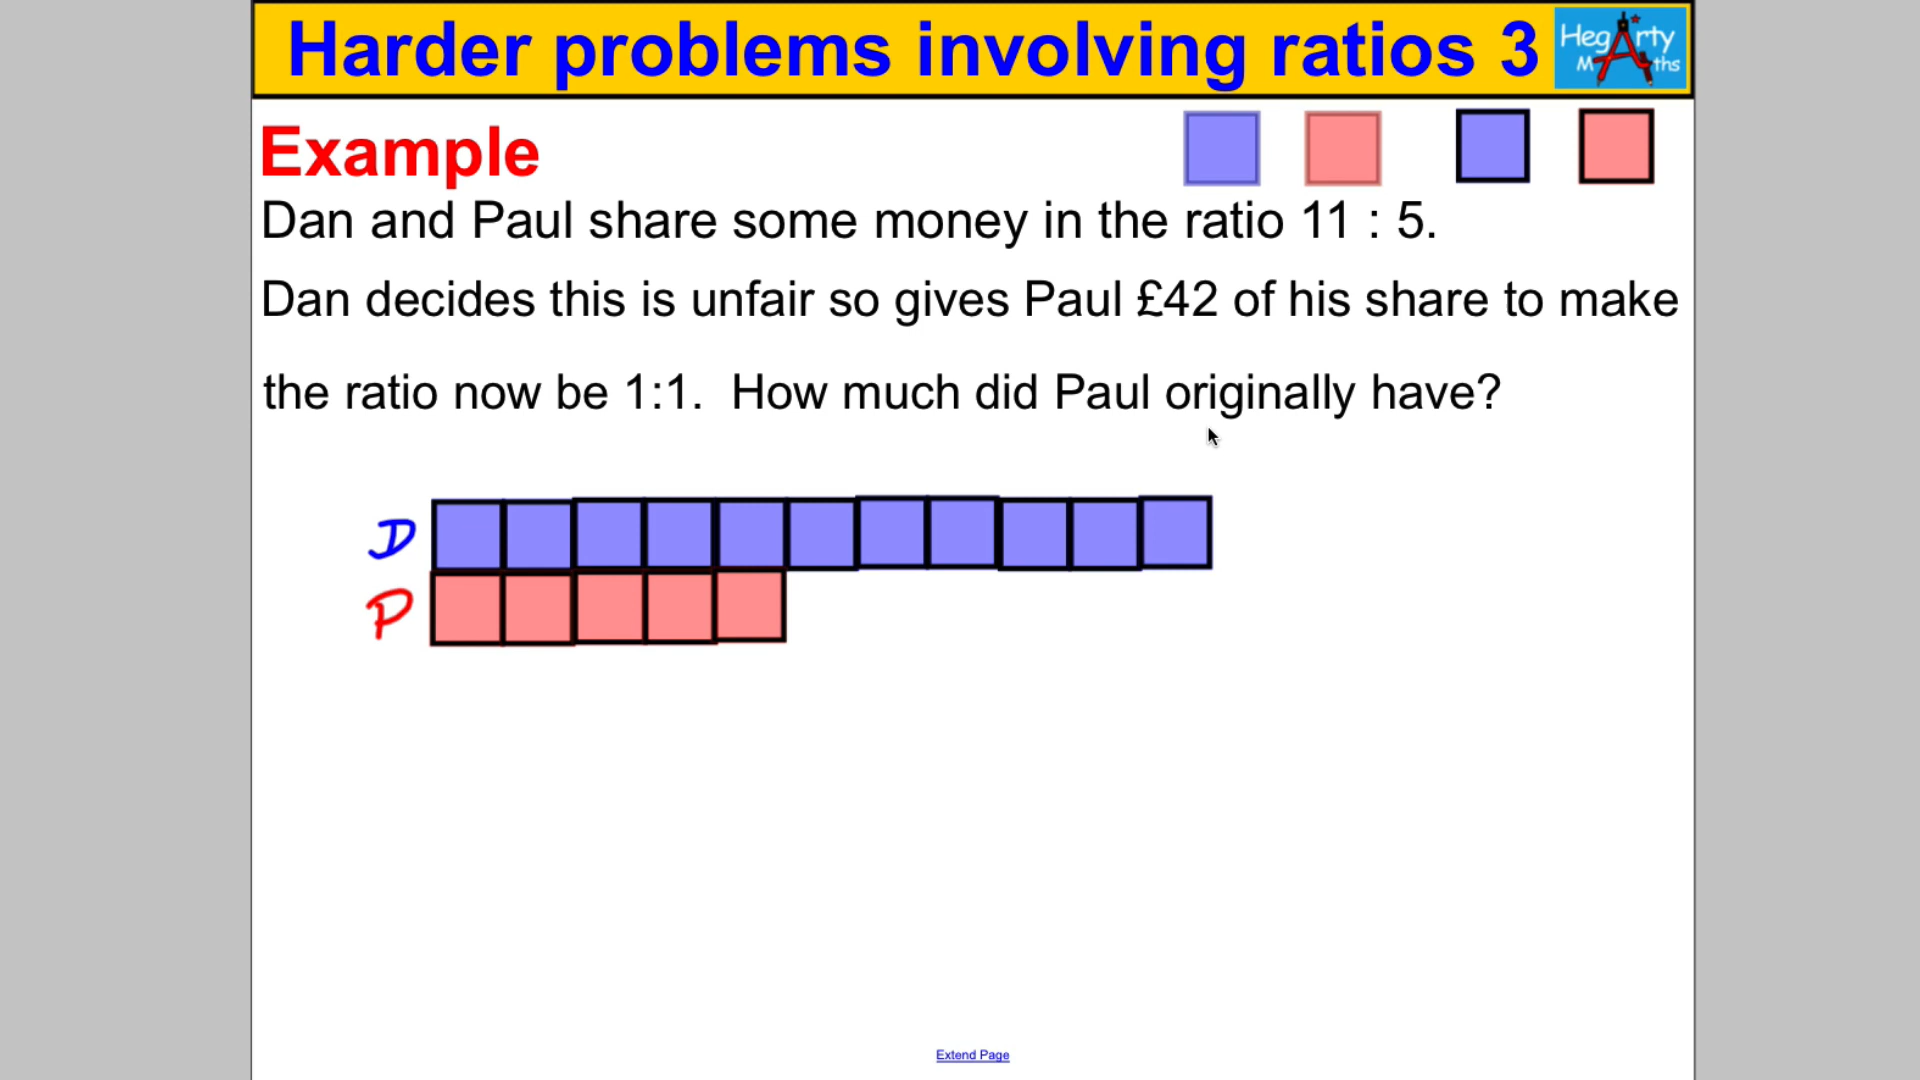 Harder problems involving ratios 3
HegArty
Maths
Example
Dan and Paul share some money in the ratio 11 : 5.
Dan decides this is unfair so gives Paul £42 of his share to make
the ratio now be 1:1. How much did Paul originally have?
D
P
Extend Page